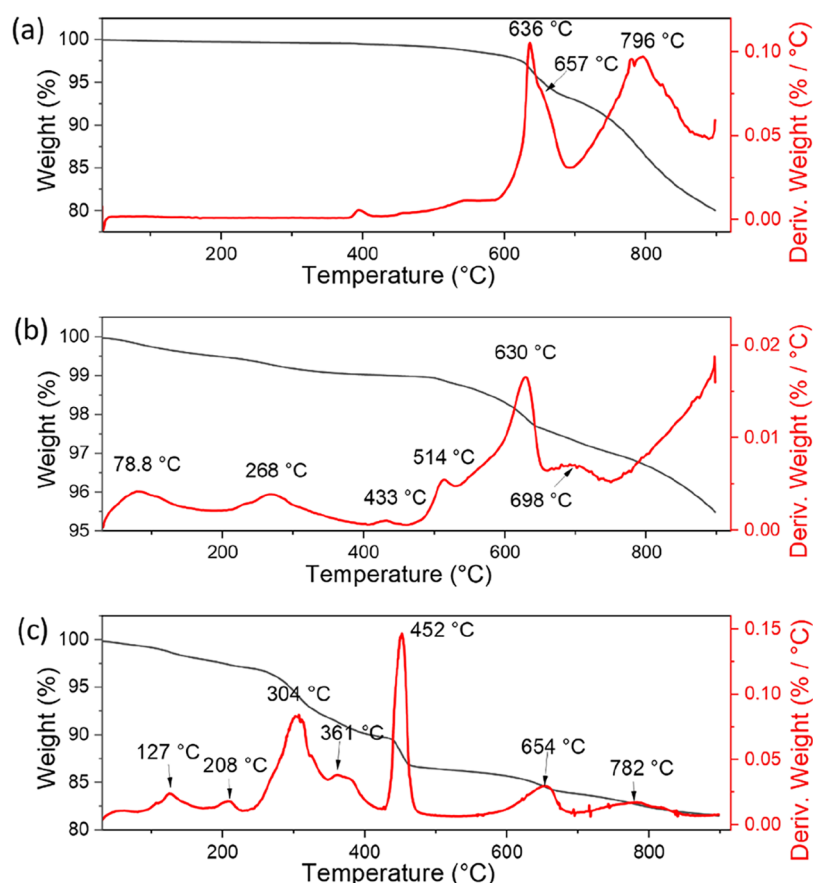 (a)
636 °C
796 °C
657 °C
100
95
90
85
80
Weight (%)
0.10
0.05
0.00
Deriv. Weight (% / °C)
200
400
600
800
Temperature (°C)
(b)
630 °C
78.8 °C
268 °C
433 °C
514 °C
698 °C
100
99
98
97
96
95
Weight (%)
0.02
0.01
0.00
Deriv. Weight (% / °C)
200
400
600
800
Temperature (°C)
(c)
452 °C
304 °C
361 °C
127 °C
208 °C
654 °C
782 °C
100
95
90
85
80
Weight (%)
0.15
0.10
0.05
0.00
Deriv. Weight (% / °C)
200
400
600
800
Temperature (°C)